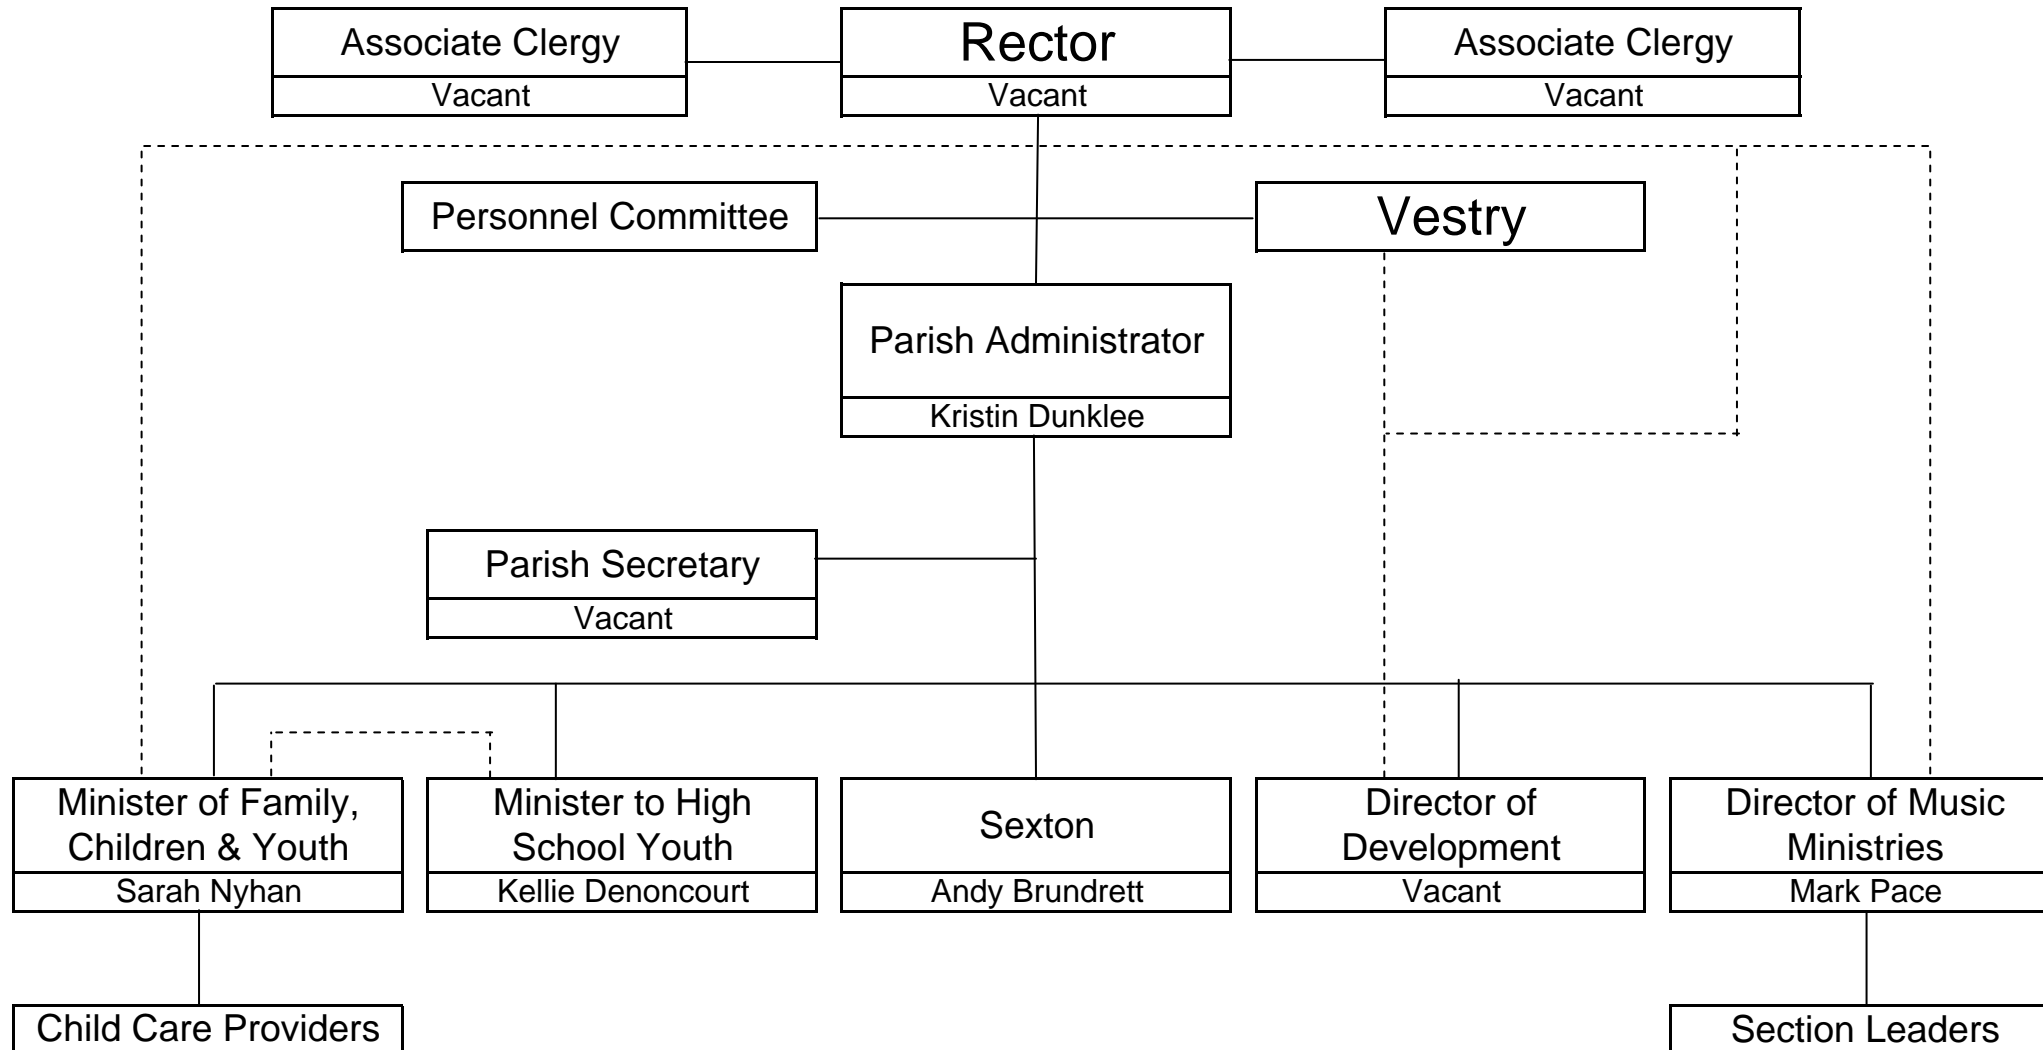 Associate Clergy
Vacant
Rector
Vacant
Associate Clergy
Vacant
Personnel Committee
Vestry
Parish Administrator
Kristin Dunklee
Parish Secretary
Vacant
Minister of Family,
Children & Youth
Sarah Nyhan
Minister to High
School Youth
Kellie Denoncourt
Sexton
Andy Brundrett
Director of
Development
Vacant
Director of Music
Ministries
Mark Pace
Child Care Providers
Section Leaders